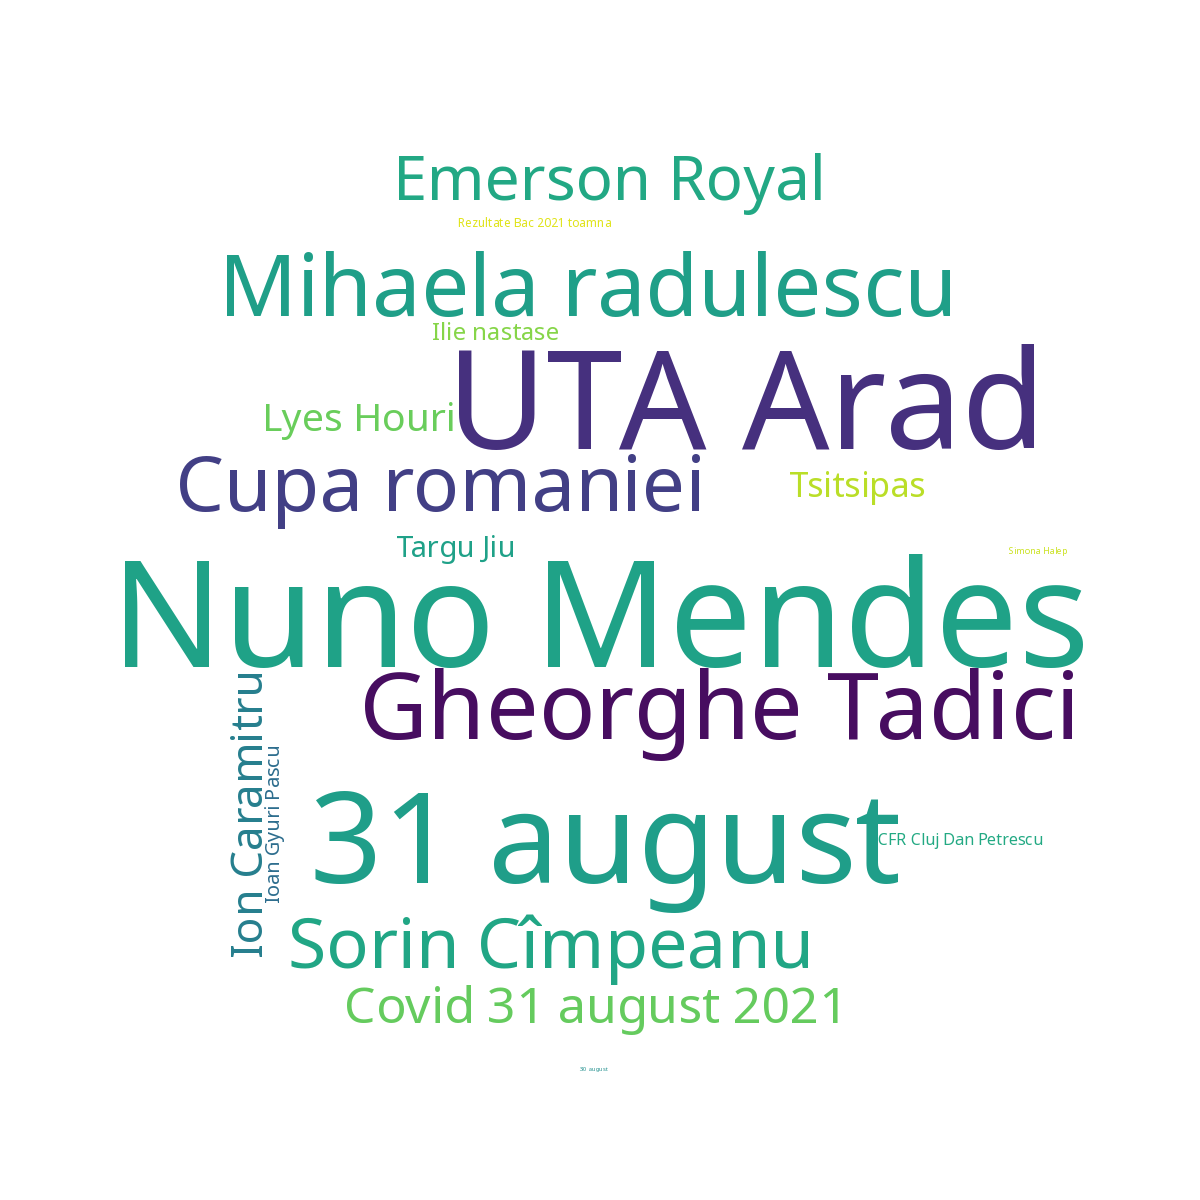 Emerson Royal
Rezultate Bac 2021 toamna
Mihaela radulescu
Ilie nastase
UTA Arad
Lyes Houri
Cupa romaniei
Tsitsipas
Targu Jiu
Simona Halep
Nuno Mendes
Gheorghe Tadici
Ion Caramitru
Ioan Gyuri Pascu
31 august
CFR Cluj Dan Petrescu
Sorin Cîmpeanu
Covid 31 august 2021
30 august